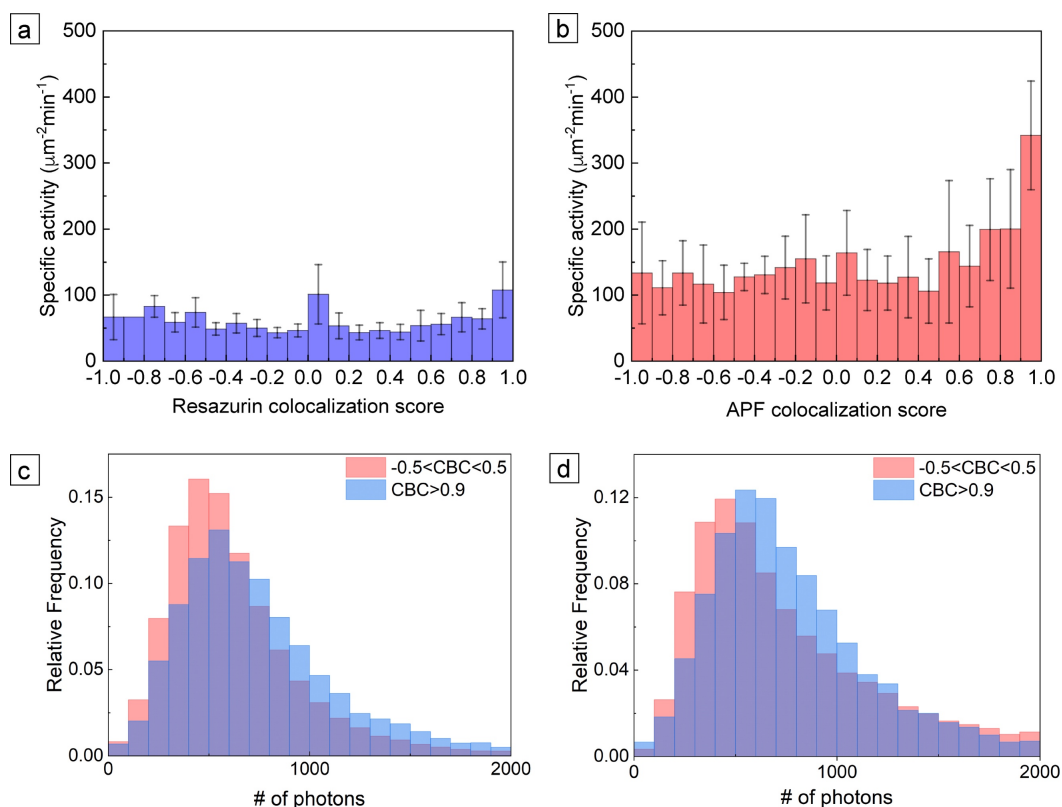 a
500
400
300
200
100
0
Specific activity (μm⁻²min⁻¹)
-1.0 -0.8 -0.6 -0.4 -0.2 0.0 0.2 0.4 0.6 0.8 1.0
Resazurin colocalization score
b
500
400
300
200
100
0
Specific activity (μm⁻²min⁻¹)
-1.0 -0.8 -0.6 -0.4 -0.2 0.0 0.2 0.4 0.6 0.8 1.0
APF colocalization score
c
-0.5<CBC<0.5
CBC>0.9
0.15
0.10
0.05
0.00
Relative Frequency
0 1000 2000
# of photons
d
-0.5<CBC<0.5
CBC>0.9
0.12
0.08
0.04
0.00
Relative Frequency
0 1000 2000
# of photons